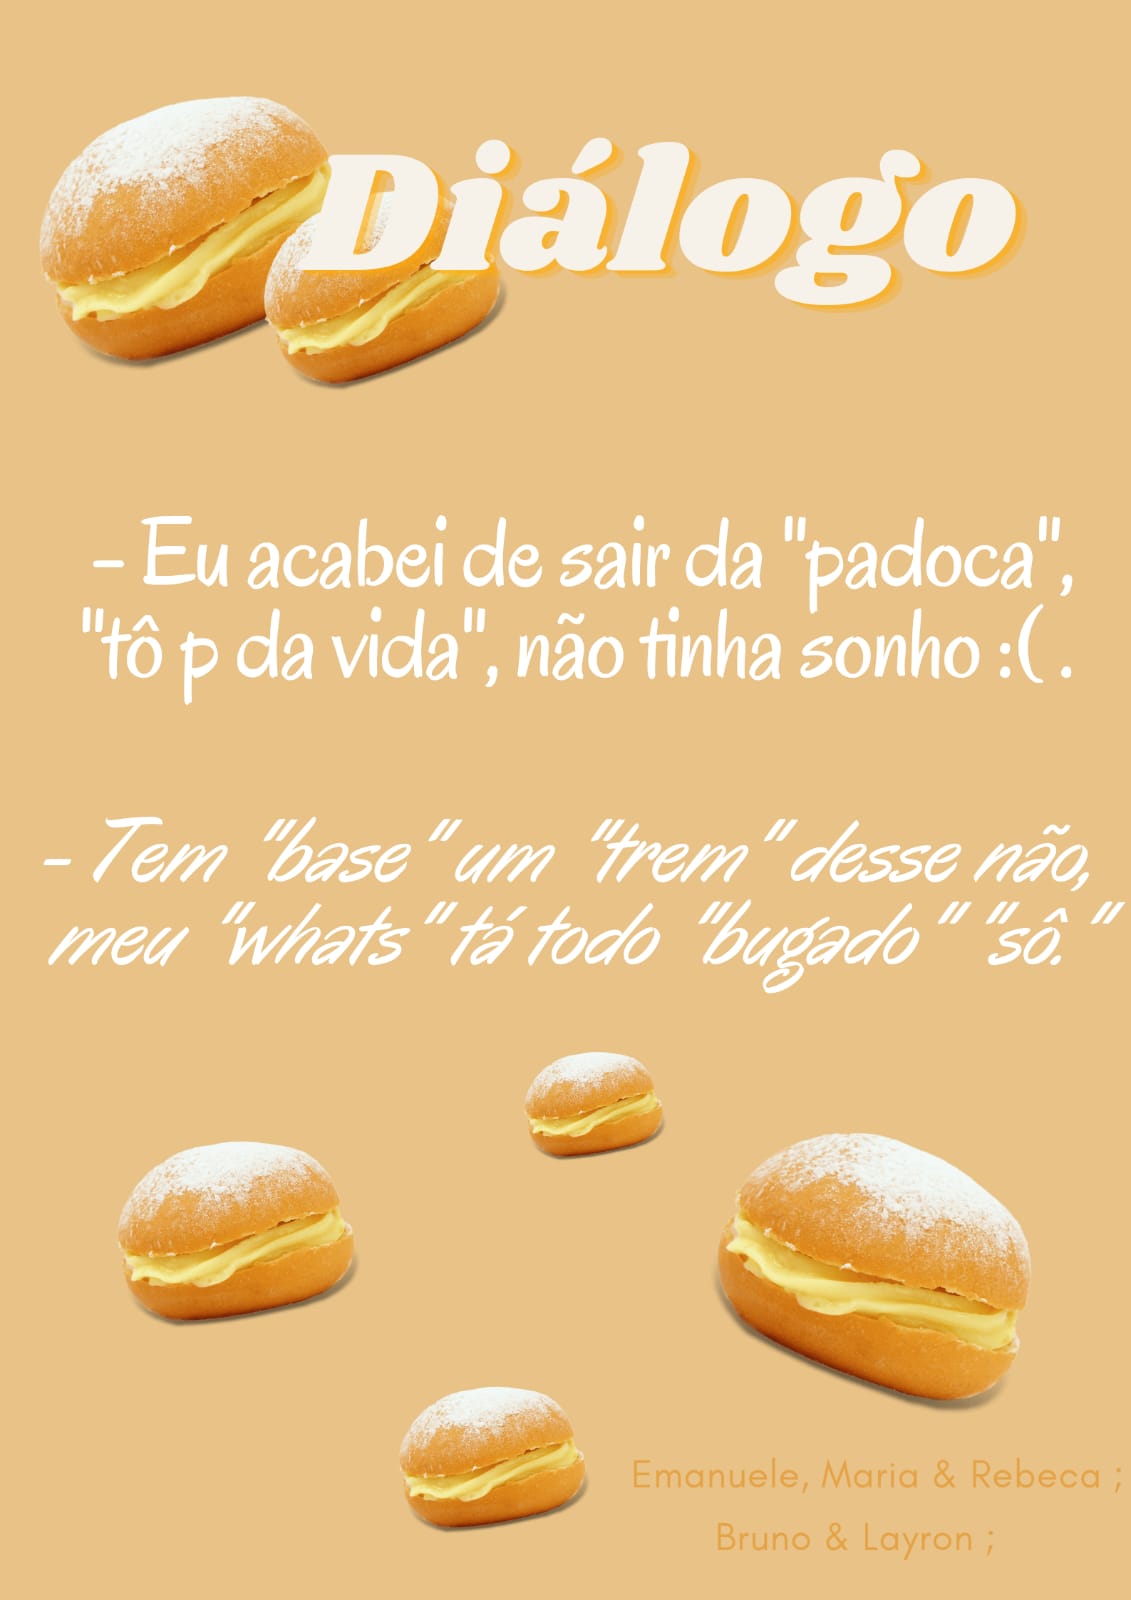 Diálogo
- Eu acabei de sair da "padoca",
"tô p da vida", não tinha sonho :( .
- Tem "base" um "trem" desse não,
meu "whats" tá todo "bugado" "sô."
Emanuele, Maria & Rebeca ;
Bruno & Layron ;